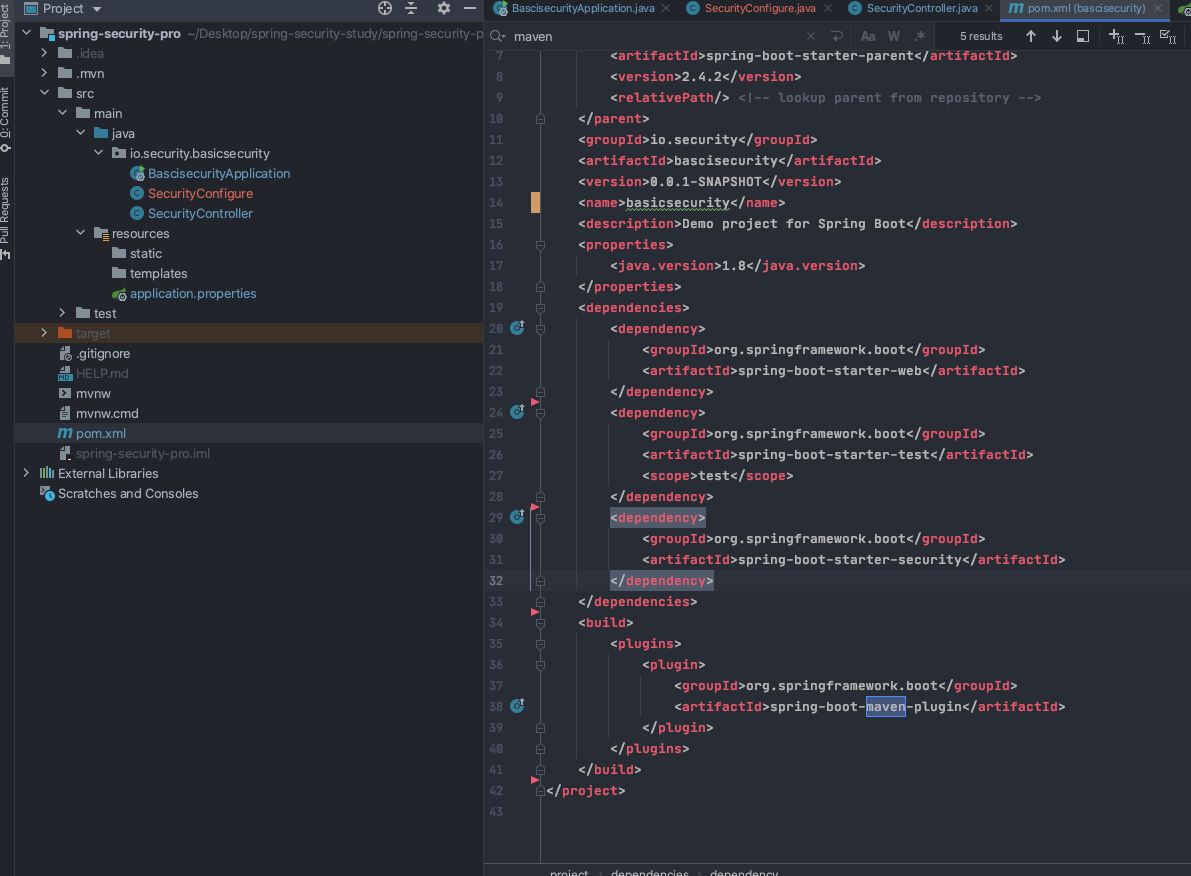 Project
BascisecurityApplication.java
SecurityConfigure.java
SecurityController.java
pom.xml (bascisecurity)
1: Project
0: Commit
Pull Requests
spring-security-pro ~/Desktop/spring-security-study/spring-security-p
.idea
.mvn
src
main
java
io.security.basicsecurity
BascisecurityApplication
SecurityConfigure
SecurityController
resources
static
templates
application.properties
test
target
.gitignore
HELP.md
mvnw
mvnw.cmd
pom.xml
spring-security-pro.iml
External Libraries
Scratches and Consoles
maven
Aa
W
.*
5 results
7 <artifactId>spring-boot-starter-parent</artifactId>
8 <version>2.4.2</version>
9 <relativePath/> <!-- lookup parent from repository -->
10 </parent>
11 <groupId>io.security</groupId>
12 <artifactId>bascisecurity</artifactId>
13 <version>0.0.1-SNAPSHOT</version>
14 <name>basicsecurity</name>
15 <description>Demo project for Spring Boot</description>
16 <properties>
17 <java.version>1.8</java.version>
18 </properties>
19 <dependencies>
20 <dependency>
21 <groupId>org.springframework.boot</groupId>
22 <artifactId>spring-boot-starter-web</artifactId>
23 </dependency>
24 <dependency>
25 <groupId>org.springframework.boot</groupId>
26 <artifactId>spring-boot-starter-test</artifactId>
27 <scope>test</scope>
28 </dependency>
29 <dependency>
30 <groupId>org.springframework.boot</groupId>
31 <artifactId>spring-boot-starter-security</artifactId>
32 </dependency>
33 </dependencies>
34 <build>
35 <plugins>
36 <plugin>
37 <groupId>org.springframework.boot</groupId>
38 <artifactId>spring-boot-maven-plugin</artifactId>
39 </plugin>
40 </plugins>
41 </build>
42 </project>
43
project › dependencies › dependency